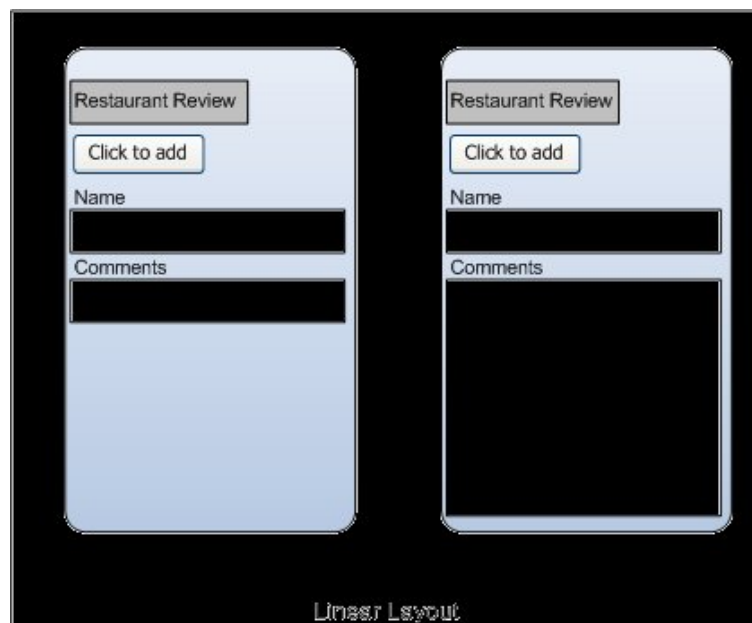 Restaurant Review
Click to add
Name
Comments
Restaurant Review
Click to add
Name
Comments
Linear Layout